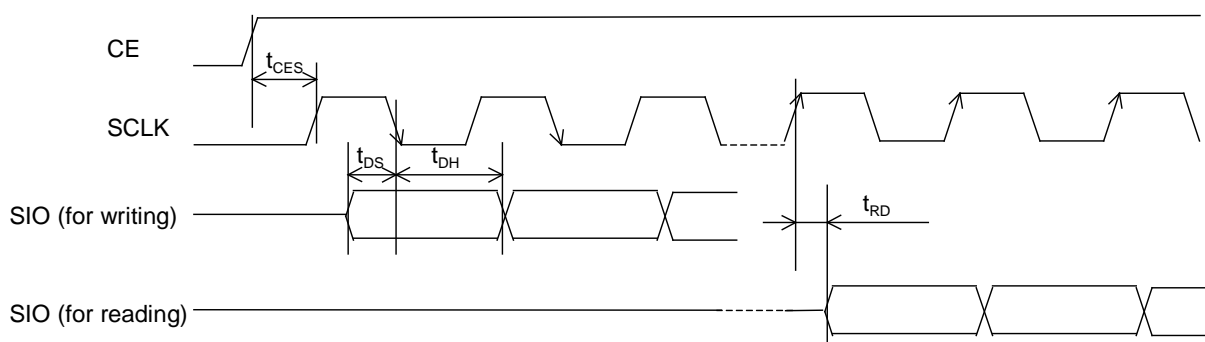 CE
tCES
SCLK
tDS tDH
SIO (for writing)
tRD
SIO (for reading)